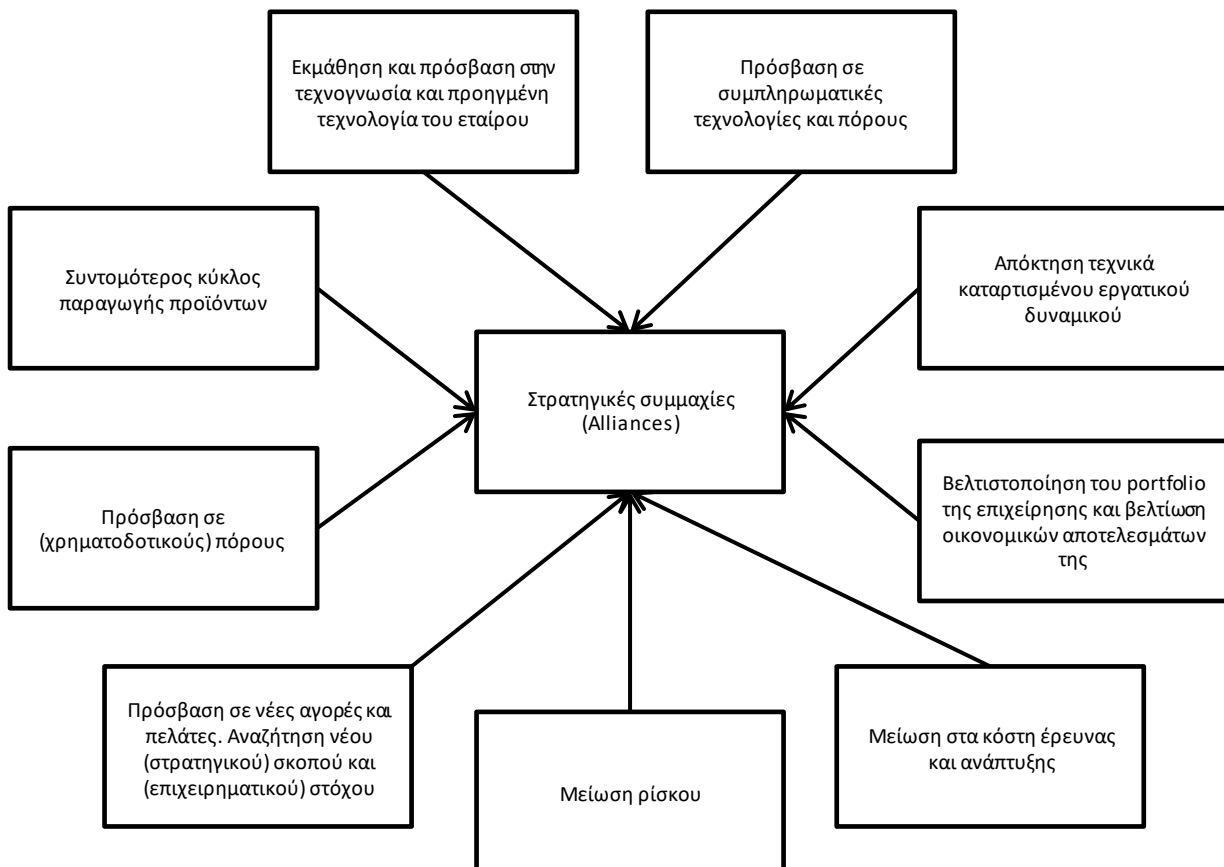 Εκμάθηση και πρόσβαση στην
τεχνογνωσία και προηγμένη
τεχνολογία του εταίρου
Πρόσβαση σε
συμπληρωματικές
τεχνολογίες και πόρους
Συντομότερος κύκλος
παραγωγής προϊόντων
Απόκτηση τεχνικά
καταρτισμένου εργατικού
δυναμικού
Στρατηγικές συμμαχίες
(Alliances)
Πρόσβαση σε
(χρηματοδοτικούς) πόρους
Βελτιστοποίηση του portfolio
της επιχείρησης και βελτίωση
οικονομικών αποτελεσμάτων
της
Πρόσβαση σε νέες αγορές και
πελάτες. Αναζήτηση νέου
(στρατηγικού) σκοπού και
(επιχειρηματικού) στόχου
Μείωση ρίσκου
Μείωση στα κόστη έρευνας
και ανάπτυξης